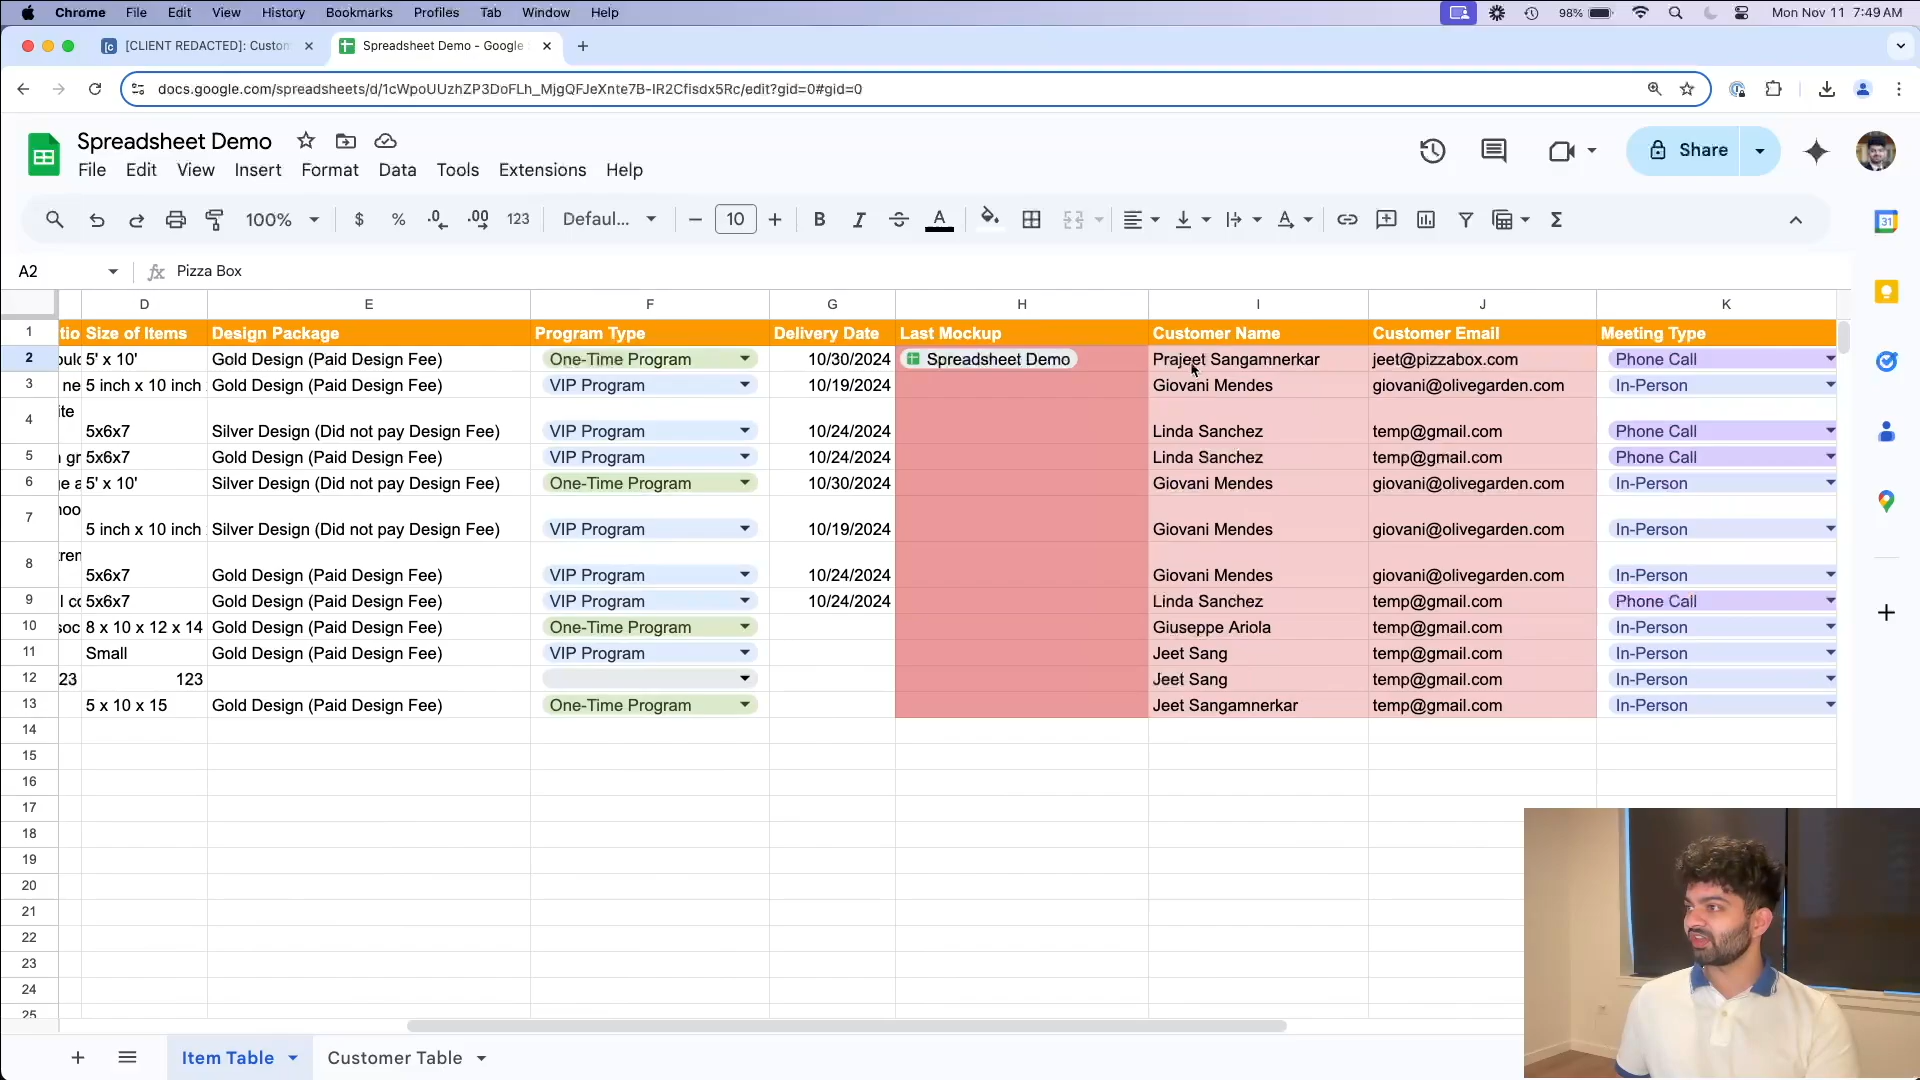 Chrome File Edit View History Bookmarks Profiles Tab Window Help 98% Mon Nov 11 7:49 AM
[CLIENT REDACTED]: Custom Spreadsheet Demo - Google
docs.google.com/spreadsheets/d/1cWpoUUzhZP3DoFLh_MjgQFJeXnte7B-IR2Cfisdx5Rc/edit?gid=0#gid=0
Spreadsheet Demo
File Edit View Insert Format Data Tools Extensions Help
Share
100% $ % .0 .00 123 Defaul... 10 B I A
31
A2 fx Pizza Box
D E F G H I J K
1 tio Size of Items Design Package Program Type Delivery Date Last Mockup Customer Name Customer Email Meeting Type
2 5' x 10' Gold Design (Paid Design Fee) One-Time Program 10/30/2024 Spreadsheet Demo Prajeet Sangamnerkar jeet@pizzabox.com Phone Call
3 ne 5 inch x 10 inch Gold Design (Paid Design Fee) VIP Program 10/19/2024 Giovani Mendes giovani@olivegarden.com In-Person
ite
4 5x6x7 Silver Design (Did not pay Design Fee) VIP Program 10/24/2024 Linda Sanchez temp@gmail.com Phone Call
5 gr 5x6x7 Gold Design (Paid Design Fee) VIP Program 10/24/2024 Linda Sanchez temp@gmail.com Phone Call
6 5' x 10' Silver Design (Did not pay Design Fee) One-Time Program 10/30/2024 Giovani Mendes giovani@olivegarden.com In-Person
7 5 inch x 10 inch Silver Design (Did not pay Design Fee) VIP Program 10/19/2024 Giovani Mendes giovani@olivegarden.com In-Person
8 5x6x7 Gold Design (Paid Design Fee) VIP Program 10/24/2024 Giovani Mendes giovani@olivegarden.com In-Person
9 5x6x7 Gold Design (Paid Design Fee) VIP Program 10/24/2024 Linda Sanchez temp@gmail.com Phone Call
10 soc 8 x 10 x 12 x 14 Gold Design (Paid Design Fee) One-Time Program Giuseppe Ariola temp@gmail.com In-Person
11 Small Gold Design (Paid Design Fee) VIP Program Jeet Sang temp@gmail.com In-Person
12 23 123 Jeet Sang temp@gmail.com In-Person
13 5 x 10 x 15 Gold Design (Paid Design Fee) One-Time Program Jeet Sangamnerkar temp@gmail.com In-Person
14
15
16
17
18
19
20
21
22
23
24
25
Item Table Customer Table